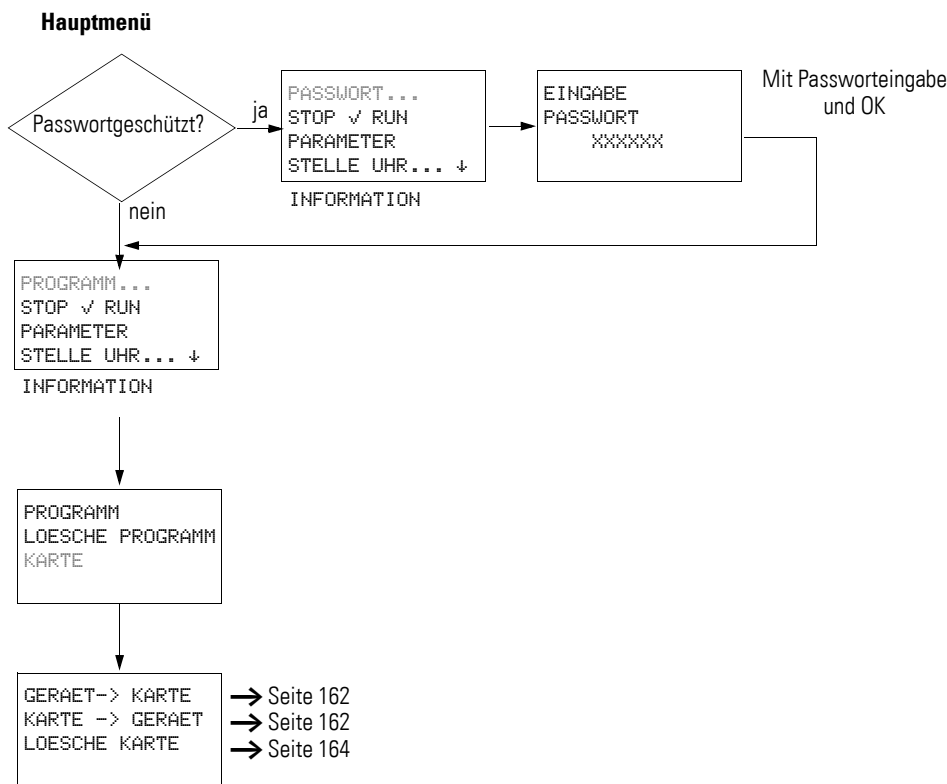 Hauptmenü
Passwortgeschützt?
ja
nein
PASSWORT...
STOP √ RUN
PARAMETER
STELLE UHR... ↓
INFORMATION
EINGABE
PASSWORT
XXXXXX
Mit Passworteingabe
und OK
PROGRAMM...
STOP √ RUN
PARAMETER
STELLE UHR... ↓
INFORMATION
PROGRAMM
LOESCHE PROGRAMM
KARTE
GERAET-> KARTE → Seite 162
KARTE -> GERAET → Seite 162
LOESCHE KARTE → Seite 164